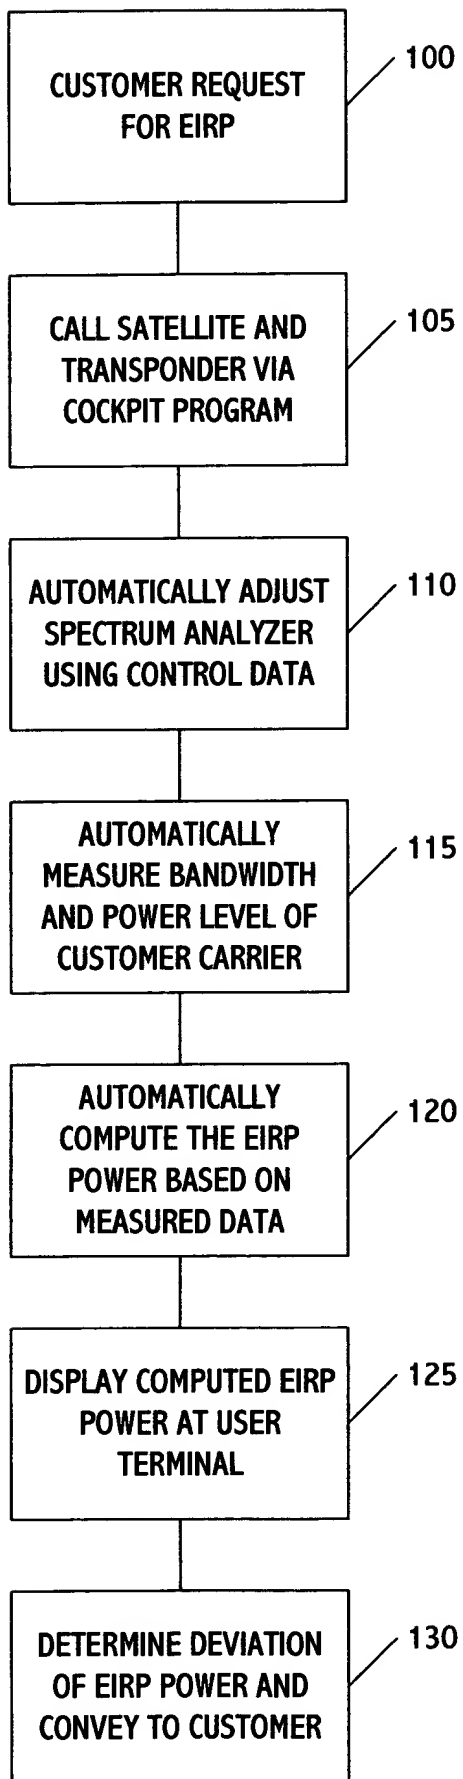 CUSTOMER REQUEST
FOR EIRP
100
CALL SATELLITE AND
TRANSPONDER VIA
COCKPIT PROGRAM
105
AUTOMATICALLY ADJUST
SPECTRUM ANALYZER
USING CONTROL DATA
110
AUTOMATICALLY
MEASURE BANDWIDTH
AND POWER LEVEL OF
CUSTOMER CARRIER
115
AUTOMATICALLY
COMPUTE THE EIRP
POWER BASED ON
MEASURED DATA
120
DISPLAY COMPUTED EIRP
POWER AT USER
TERMINAL
125
DETERMINE DEVIATION
OF EIRP POWER AND
CONVEY TO CUSTOMER
130